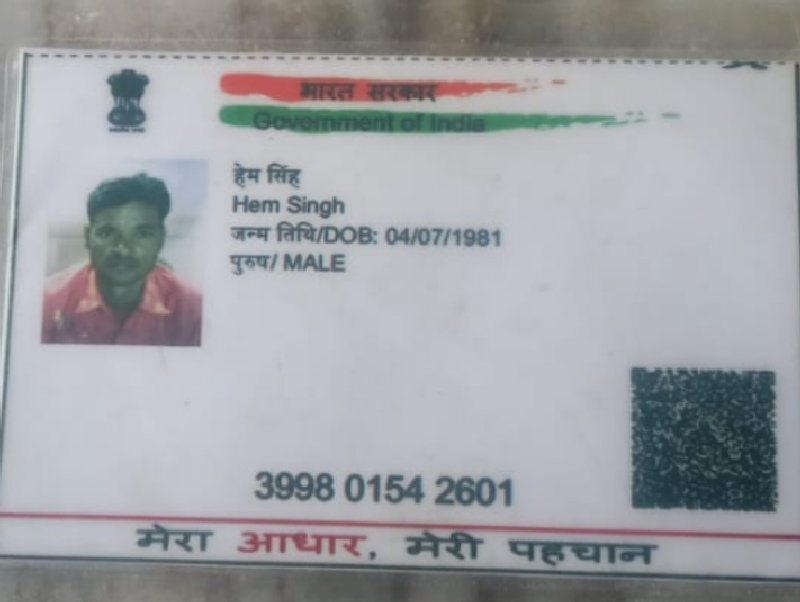 भारत सरकार
Government of India
हेम सिंह
Hem Singh
जन्म तिथि/DOB: 04/07/1981
पुरुष/ MALE
3998 0154 2601
मेरा आधार, मेरी पहचान